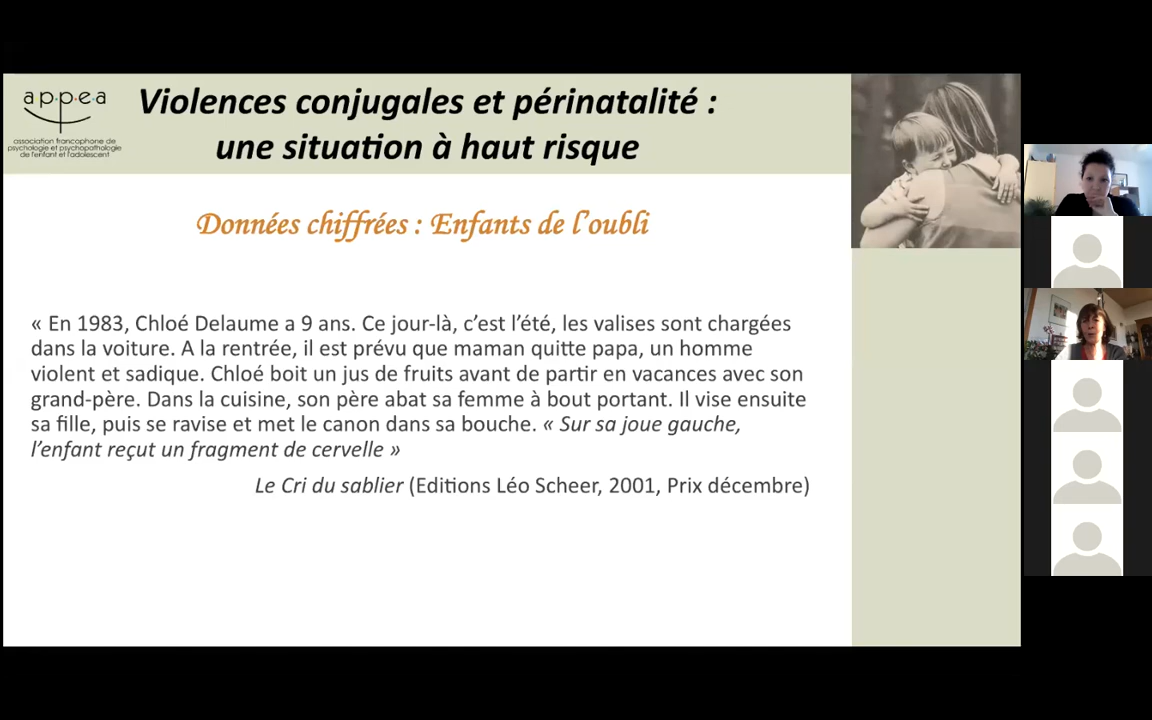 appea
association francophone de
psychologie et psychopathologie
de l'enfant et l'adolescent
Violences conjugales et périnatalité :
une situation à haut risque
Données chiffrées : Enfants de l'oubli
« En 1983, Chloé Delaume a 9 ans. Ce jour-là, c'est l'été, les valises sont chargées
dans la voiture. A la rentrée, il est prévu que maman quitte papa, un homme
violent et sadique. Chloé boit un jus de fruits avant de partir en vacances avec son
grand-père. Dans la cuisine, son père abat sa femme à bout portant. Il vise ensuite
sa fille, puis se ravise et met le canon dans sa bouche. « Sur sa joue gauche,
l'enfant reçut un fragment de cervelle »
Le Cri du sablier (Editions Léo Scheer, 2001, Prix décembre)